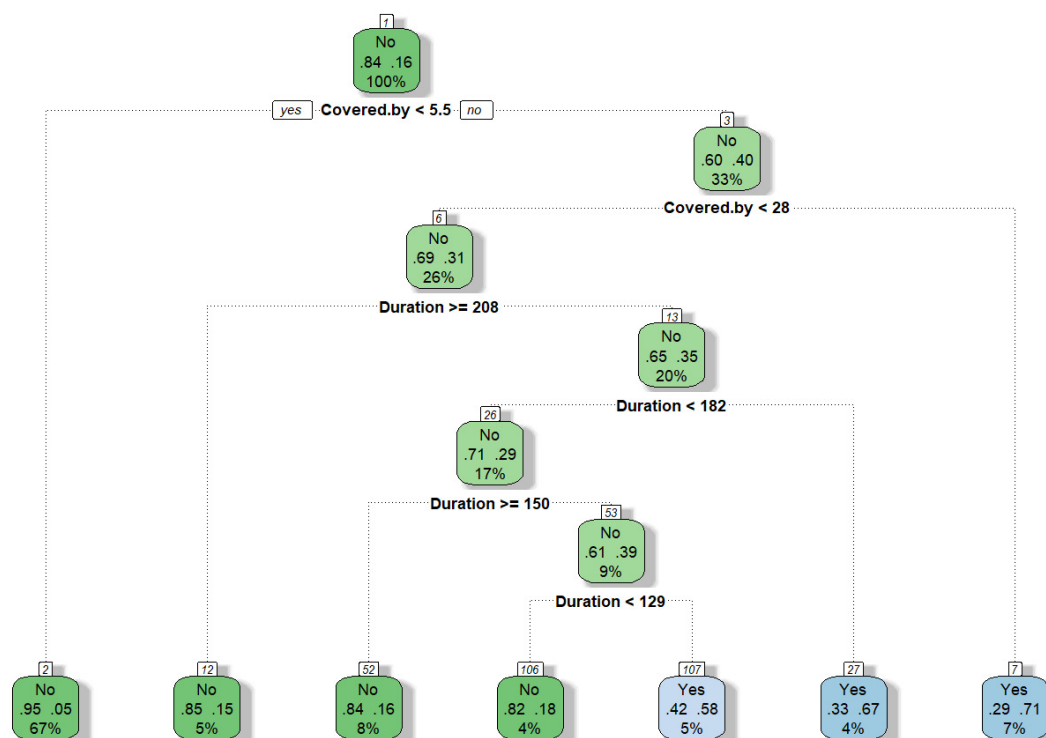 1
No
.84 .16
100%
yes Covered.by < 5.5 no
3
No
.60 .40
33%
Covered.by < 28
6
No
.69 .31
26%
Duration >= 208
13
No
.65 .35
20%
Duration < 182
26
No
.71 .29
17%
Duration >= 150
53
No
.61 .39
9%
Duration < 129
2
No
.95 .05
67%
12
No
.85 .15
5%
52
No
.84 .16
8%
106
No
.82 .18
4%
107
Yes
.42 .58
5%
27
Yes
.33 .67
4%
7
Yes
.29 .71
7%